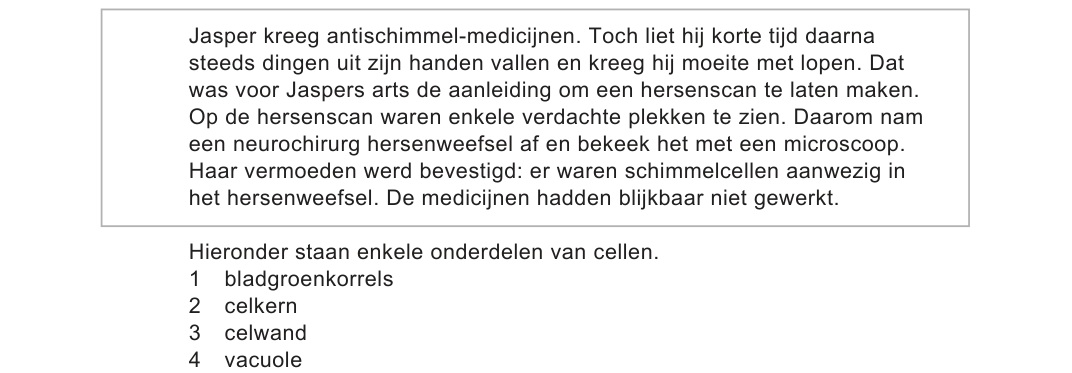 Jasper kreeg antischimmel-medicijnen. Toch liet hij korte tijd daarna
steeds dingen uit zijn handen vallen en kreeg hij moeite met lopen. Dat
was voor Jaspers arts de aanleiding om een hersenscan te laten maken.
Op de hersenscan waren enkele verdachte plekken te zien. Daarom nam
een neurochirurg hersenweefsel af en bekeek het met een microscoop.
Haar vermoeden werd bevestigd: er waren schimmelcellen aanwezig in
het hersenweefsel. De medicijnen hadden blijkbaar niet gewerkt.
Hieronder staan enkele onderdelen van cellen.
1 bladgroenkorrels
2 celkern
3 celwand
4 vacuole